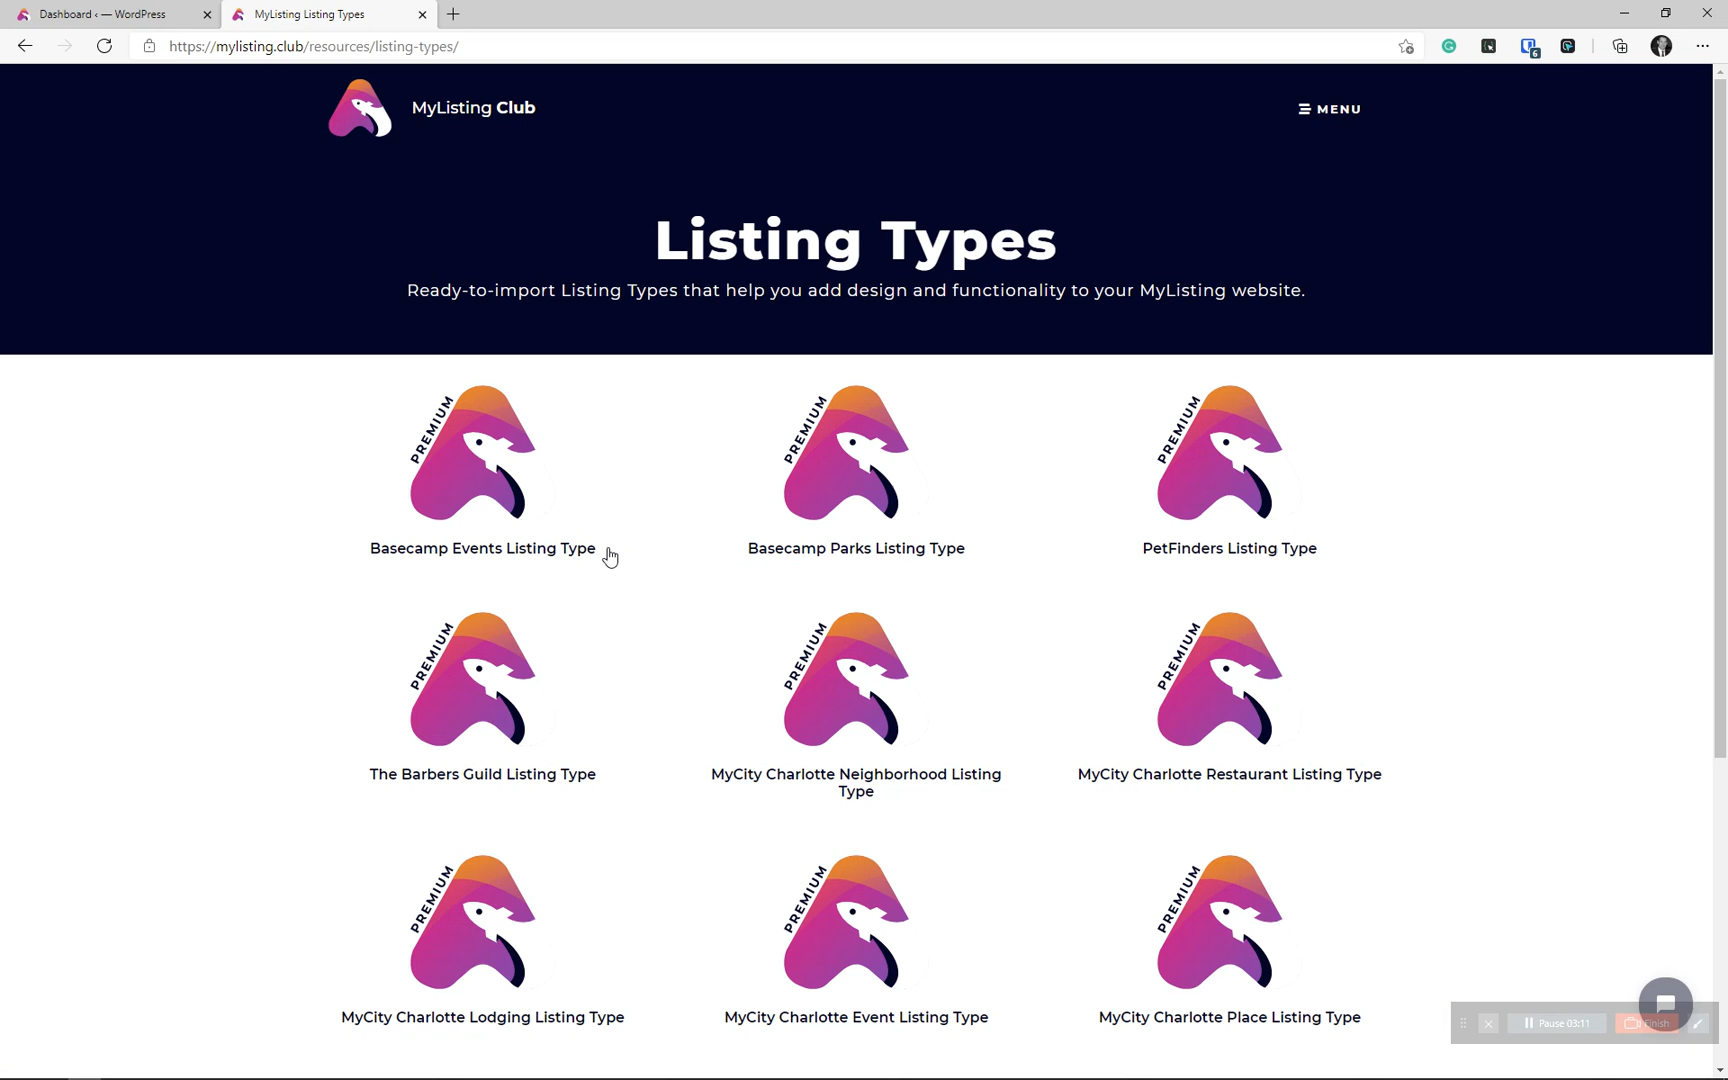 Dashboard ‹ — WordPress
MyListing Listing Types
https://mylisting.club/resources/listing-types/
6
MyListing Club
MENU
Listing Types
Ready-to-import Listing Types that help you add design and functionality to your MyListing website.
PREMIUM
PREMIUM
PREMIUM
Basecamp Events Listing Type
Basecamp Parks Listing Type
PetFinders Listing Type
PREMIUM
PREMIUM
PREMIUM
The Barbers Guild Listing Type
MyCity Charlotte Neighborhood Listing
Type
MyCity Charlotte Restaurant Listing Type
PREMIUM
PREMIUM
PREMIUM
MyCity Charlotte Lodging Listing Type
MyCity Charlotte Event Listing Type
MyCity Charlotte Place Listing Type
Pause 03:11
Finish